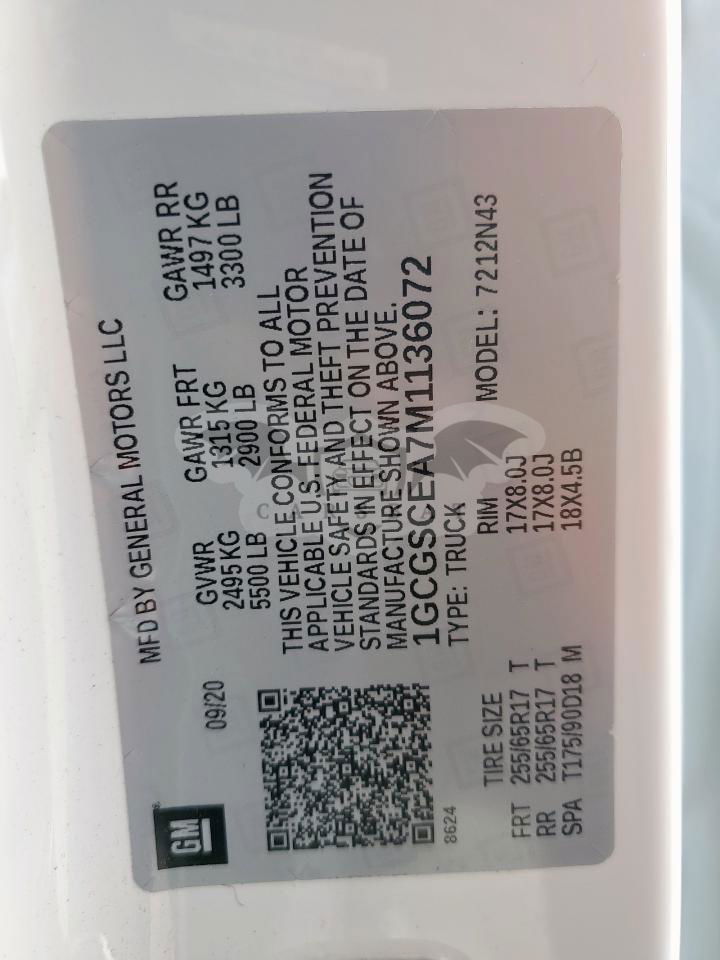 GM
MFD BY GENERAL MOTORS LLC
09/20
GVWR GAWR FRT GAWR RR
2495KG 1315 KG 1497 KG
5500 LB 2900 LB 3300 LB
THIS VEHICLE CONFORMS TO ALL
APPLICABLE U.S. FEDERAL MOTOR
VEHICLE SAFETY AND THEFT PREVENTION
STANDARDS IN EFFECT ON THE DATE OF
MANUFACTURE SHOWN ABOVE.
1GCGSCEA7M1136072
TYPE: TRUCK MODEL: 7212N43
8624
TIRE SIZE RIM
FRT 255/65R17 T 17X8.0J
RR 255/65R17 T 17X8.0J
SPA T175/90D18 M 18X4.5B